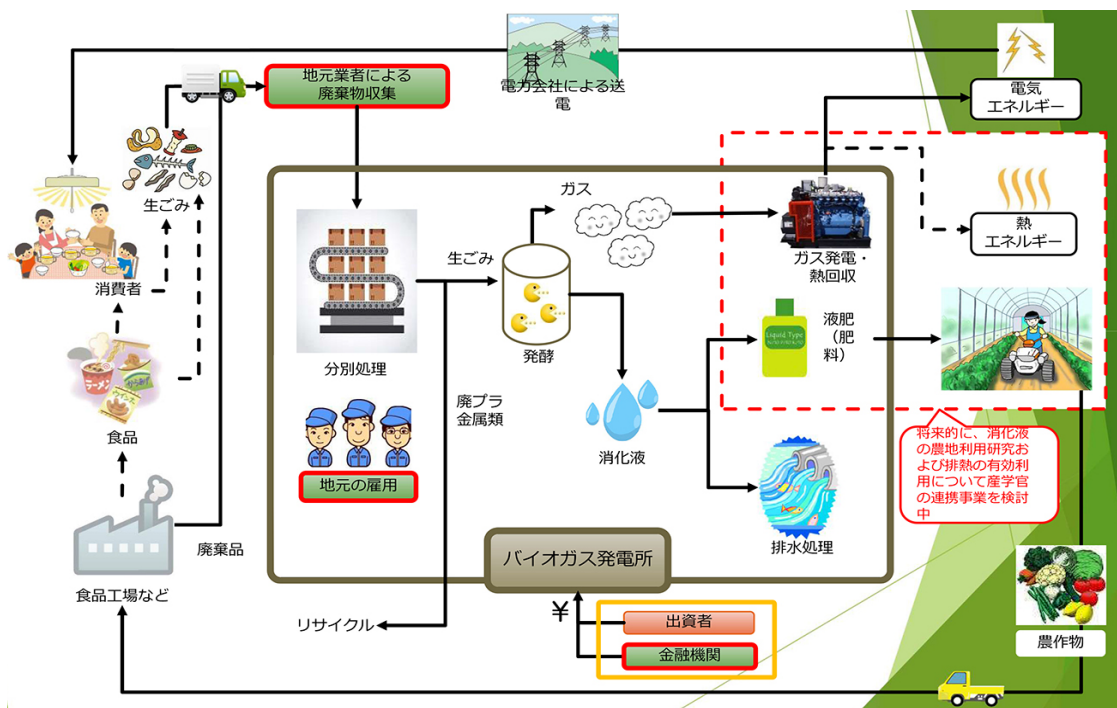 地元業者による
廃棄物収集
電力会社による送
電
電気
エネルギー
生ごみ
ガス
熱
エネルギー
ガス発電・
熱回収
生ごみ
消費者
ラーメン
発酵
分別処理
Liquid Type
液肥
（肥
料）
食品
廃プラ
金属類
消化液
地元の雇用
将来的に、消化液
の農地利用研究お
よび排熱の有効利
用について産学官
の連携事業を検討
中
廃棄品
食品工場など
排水処理
バイオガス発電所
¥
出資者
金融機関
リサイクル
農作物